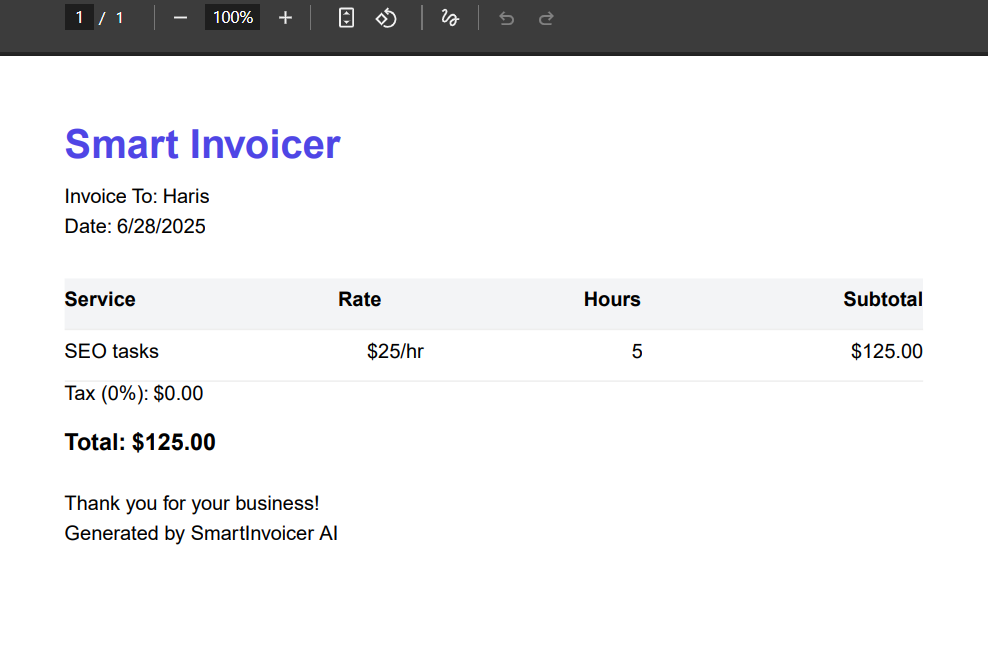 1 / 1 100%
Smart Invoicer
Invoice To: Haris
Date: 6/28/2025
Service Rate Hours Subtotal
SEO tasks $25/hr 5 $125.00
Tax (0%): $0.00
Total: $125.00
Thank you for your business!
Generated by SmartInvoicer AI